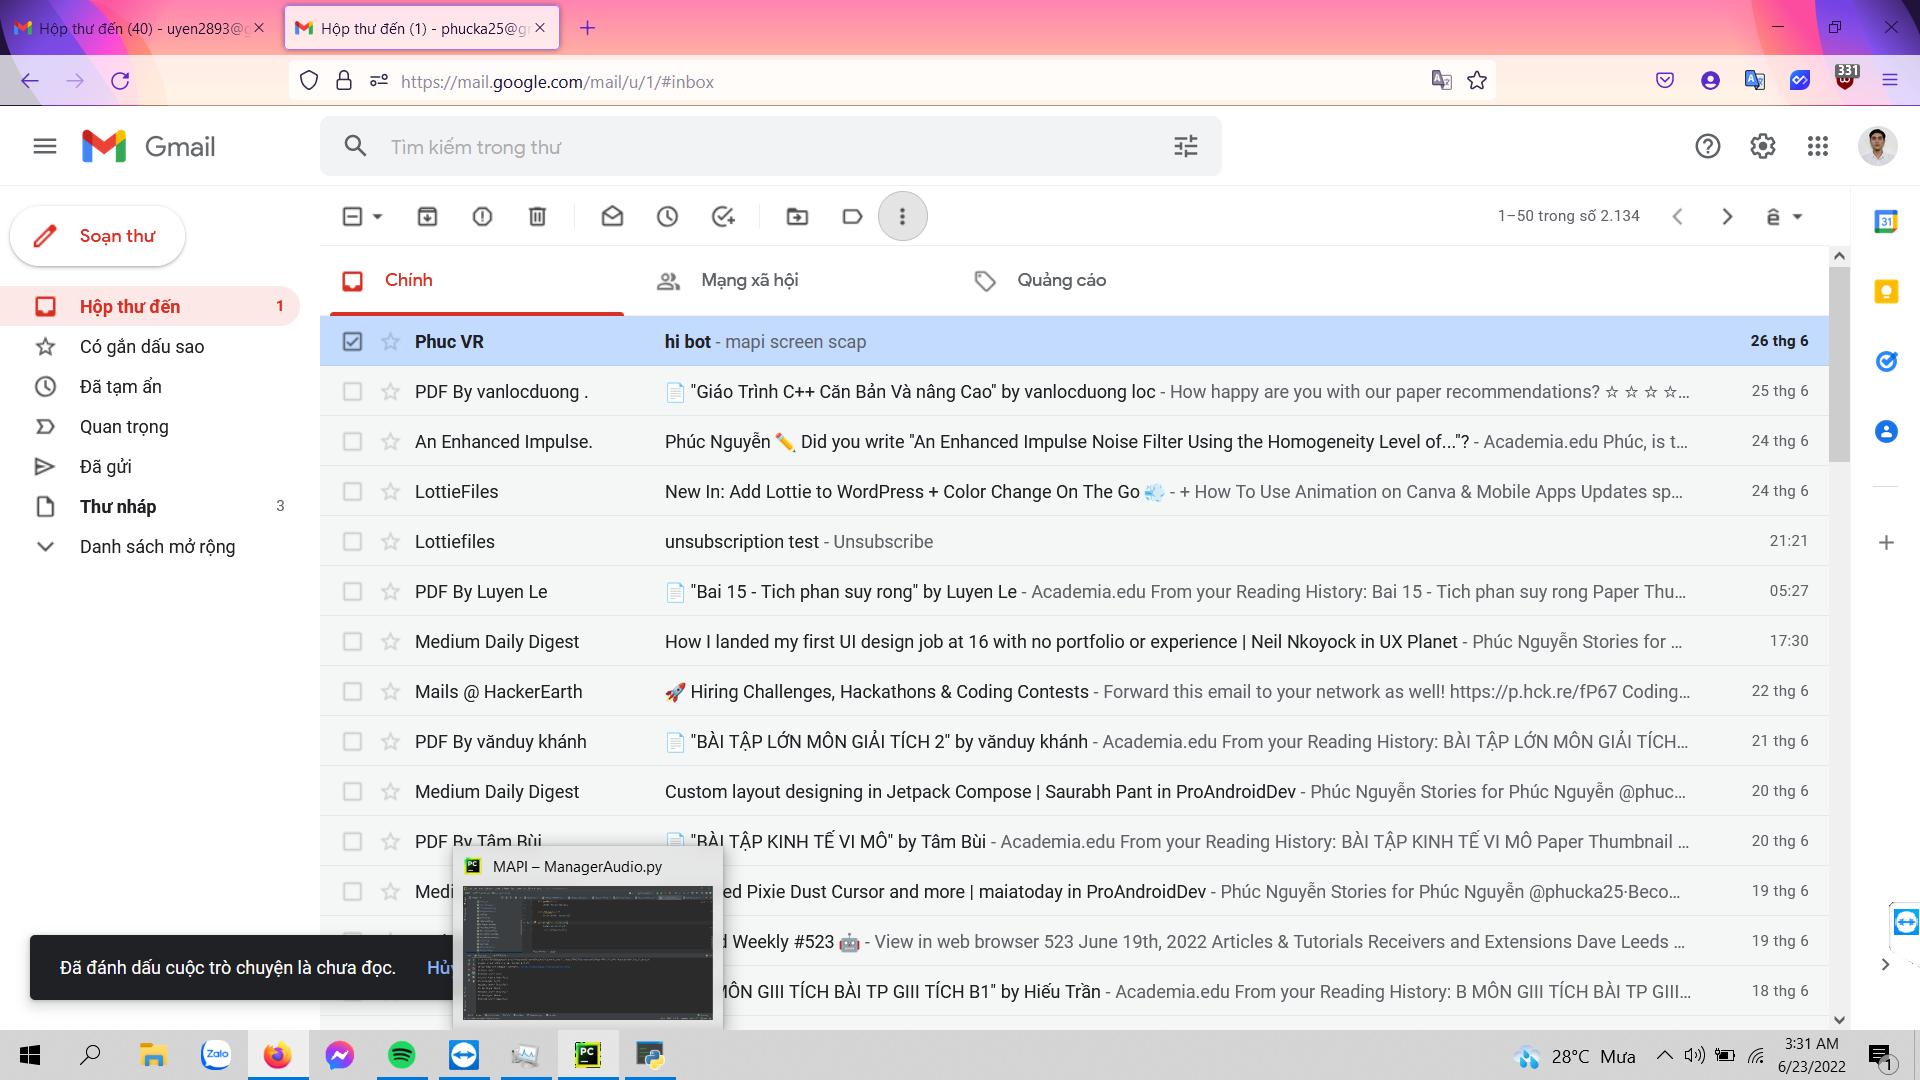 Hộp thư đến (40) - uyen2893@g
Hộp thư đến (1) - phucka25@gr
https://mail.google.com/mail/u/1/#inbox
331
Gmail
Tìm kiếm trong thư
Soạn thư
1–50 trong số 2.134
Hộp thư đến 1
Có gắn dấu sao
Đã tạm ẩn
Quan trọng
Đã gửi
Thư nháp 3
Danh sách mở rộng
Chính Mạng xã hội Quảng cáo
Phuc VR hi bot - mapi screen scap 26 thg 6
PDF By vanlocduong . "Giáo Trình C++ Căn Bản Và nâng Cao" by vanlocduong loc - How happy are you with our paper recommendations? ☆ ☆ ☆ ☆… 25 thg 6
An Enhanced Impulse. Phúc Nguyễn ✏️ Did you write "An Enhanced Impulse Noise Filter Using the Homogeneity Level of..."? - Academia.edu Phúc, is t… 24 thg 6
LottieFiles New In: Add Lottie to WordPress + Color Change On The Go 💨 - + How To Use Animation on Canva & Mobile Apps Updates sp… 24 thg 6
Lottiefiles unsubscription test - Unsubscribe 21:21
PDF By Luyen Le "Bai 15 - Tich phan suy rong" by Luyen Le - Academia.edu From your Reading History: Bai 15 - Tich phan suy rong Paper Thu… 05:27
Medium Daily Digest How I landed my first UI design job at 16 with no portfolio or experience | Neil Nkoyock in UX Planet - Phúc Nguyễn Stories for … 17:30
Mails @ HackerEarth 🚀 Hiring Challenges, Hackathons & Coding Contests - Forward this email to your network as well! https://p.hck.re/fP67 Coding… 22 thg 6
PDF By vănduy khánh "BÀI TẬP LỚN MÔN GIẢI TÍCH 2" by vănduy khánh - Academia.edu From your Reading History: BÀI TẬP LỚN MÔN GIẢI TÍCH… 21 thg 6
Medium Daily Digest Custom layout designing in Jetpack Compose | Saurabh Pant in ProAndroidDev - Phúc Nguyễn Stories for Phúc Nguyễn @phuc… 20 thg 6
PDF By Tâm Bùi "BÀI TẬP KINH TẾ VI MÔ" by Tâm Bùi - Academia.edu From your Reading History: BÀI TẬP KINH TẾ VI MÔ Paper Thumbnail … 20 thg 6
Medi ed Pixie Dust Cursor and more | maiatoday in ProAndroidDev - Phúc Nguyễn Stories for Phúc Nguyễn @phucka25·Beco… 19 thg 6
d Weekly #523 🤖 - View in web browser 523 June 19th, 2022 Articles & Tutorials Receivers and Extensions Dave Leeds … 19 thg 6
MÔN GIII TÍCH BÀI TP GIII TÍCH B1" by Hiếu Trần - Academia.edu From your Reading History: B MÔN GIII TÍCH BÀI TP GIII… 18 thg 6
MAPI – ManagerAudio.py
Đã đánh dấu cuộc trò chuyện là chưa đọc. Hủy
Zalo
28°C Mưa
3:31 AM
6/23/2022
1